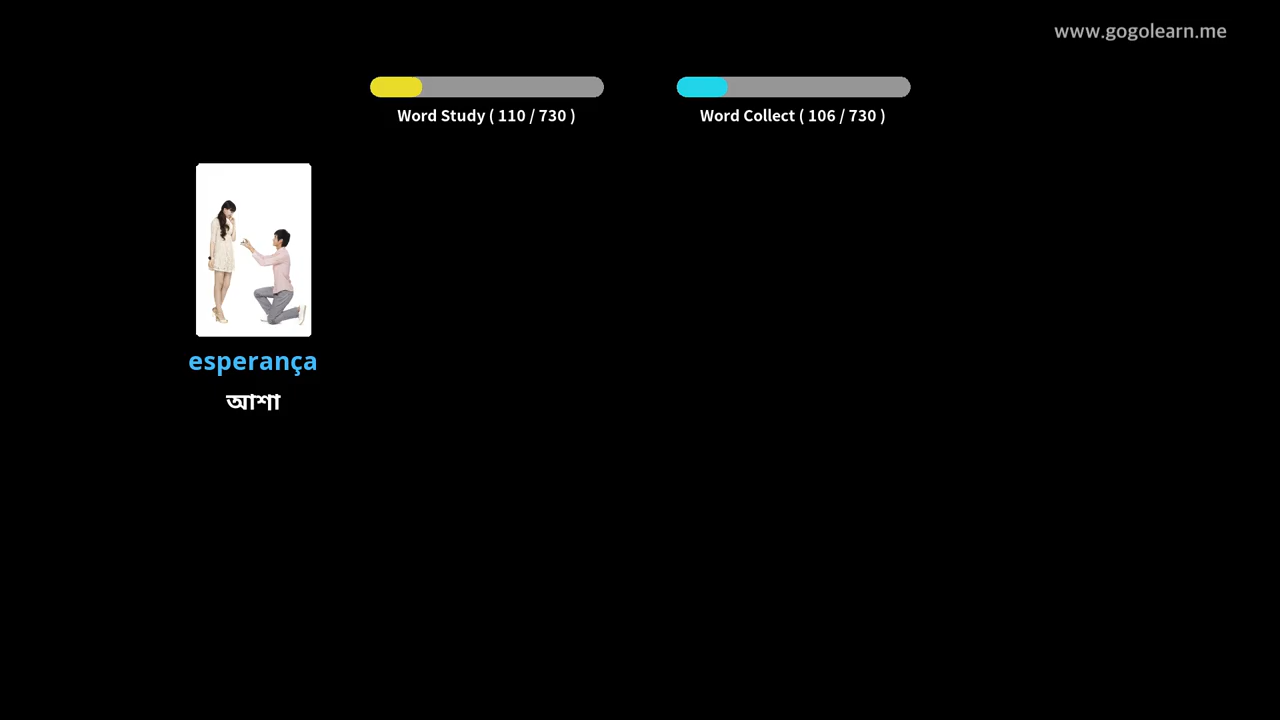 www.gogolearn.me
Word Study ( 110 / 730 )
Word Collect ( 106 / 730 )
esperança
আশা